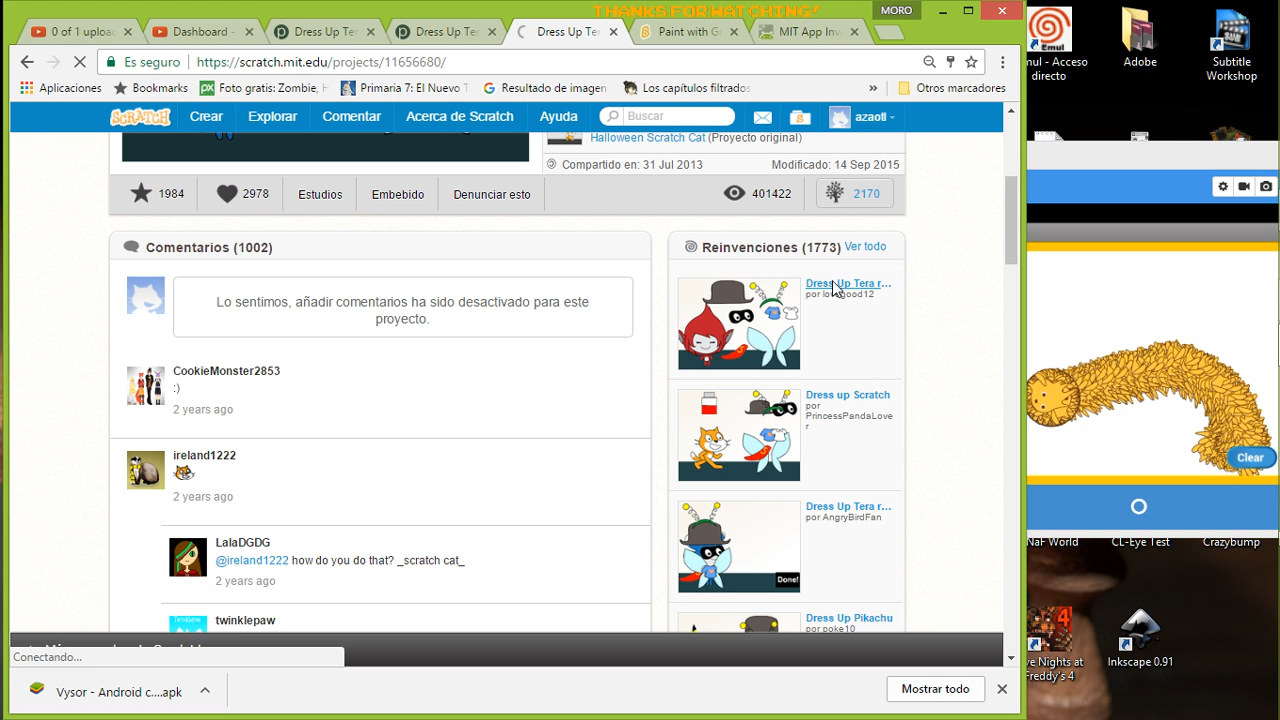 THANKS FOR WATCHING*
MORO
0 of 1 uploa
Dashboard -
Dress Up Te
Dress Up Te
Dress Up Te
Paint with G
MIT App Inv
Es seguro
https://scratch.mit.edu/projects/11656680/
Aplicaciones
Bookmarks
Foto gratis: Zombie,
Primaria 7: El Nuevo
Resultado de imagen
Los capítulos filtrados
»
Otros marcadores
SCRATCH
Crear
Explorar
Comentar
Acerca de Scratch
Ayuda
Buscar
azaotl
Halloween Scratch Cat (Proyecto original)
Compartido en: 31 Jul 2013
Modificado: 14 Sep 2015
1984
2978
Estudios
Embebido
Denunciar esto
401422
2170
Comentarios (1002)
Lo sentimos, añadir comentarios ha sido desactivado para este
proyecto.
CookieMonster2853
:)
2 years ago
ireland1222
2 years ago
LalaDGDG
@ireland1222 how do you do that? _scratch cat_
2 years ago
twinklepaw
Reinvenciones (1773)
Ver todo
Dress Up Tera r...
Dress up Scratch
por
PrincessPandaLove
r
Dress Up Tera r...
por AngryBirdFan
Done!
Dress Up Pikachu
por poke10
Conectando...
Vysor - Android c....apk
Mostrar todo
Emul
mul - Acceso
directo
Adobe
Subtitle
Workshop
Clear
NaF World
CL-Eye Test
Crazybump
4
ve Nights at
Freddy's 4
Inkscape 0.91